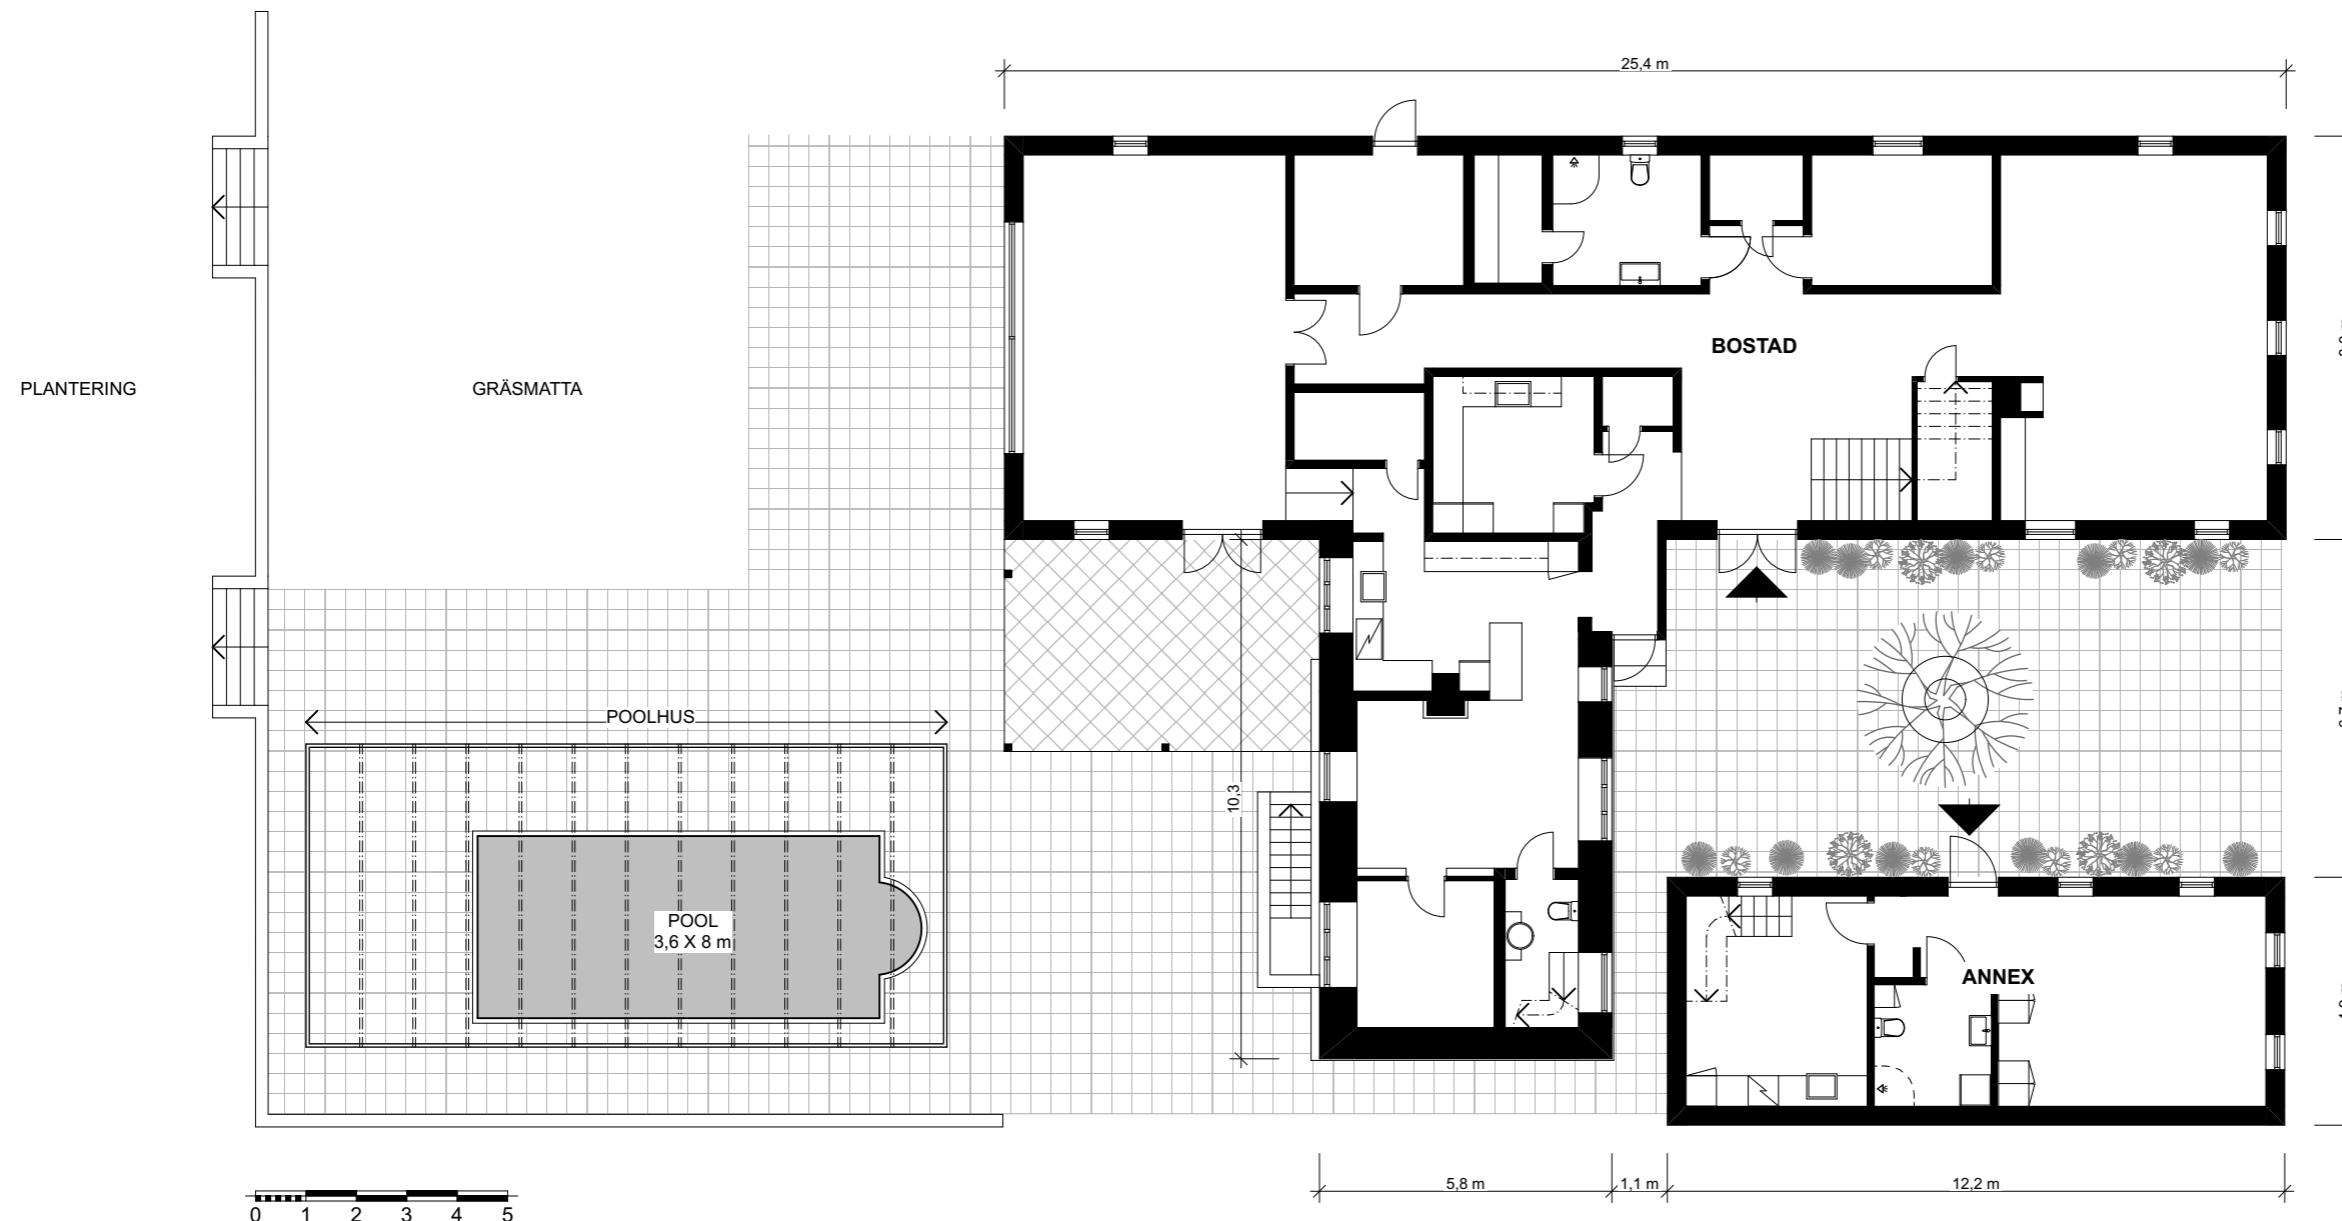 25,4 m
BOSTAD
PLANTERING
GRÄSMATTA
POOLHUS
10,3
POOL
3,6 X 8 m
ANNEX
5,8 m
1,1 m
12,2 m
0 1 2 3 4 5